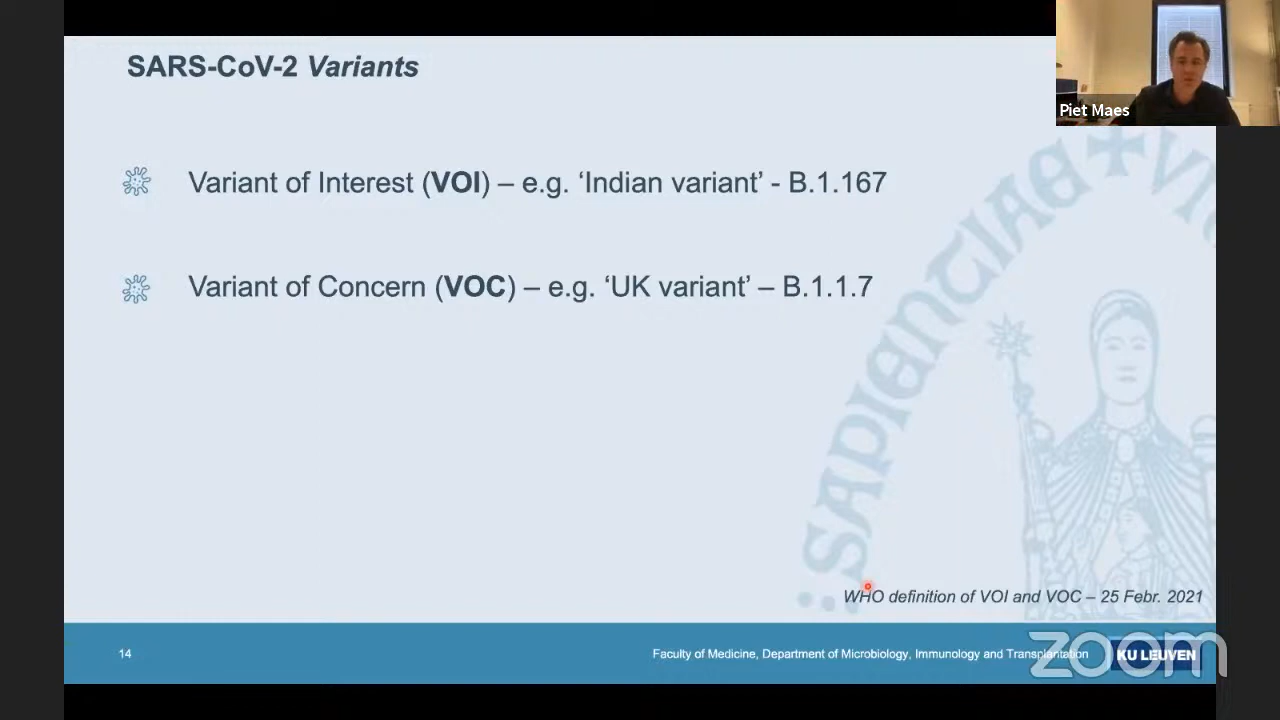 SARS-CoV-2 Variants
Piet Maes
Variant of Interest (VOI) – e.g. ‘Indian variant’ - B.1.167
Variant of Concern (VOC) – e.g. ‘UK variant’ – B.1.1.7
SAPIENTIAE
WHO definition of VOI and VOC – 25 Febr. 2021
14
Faculty of Medicine, Department of Microbiology, Immunology and Transplantation
KU LEUVEN
zoom